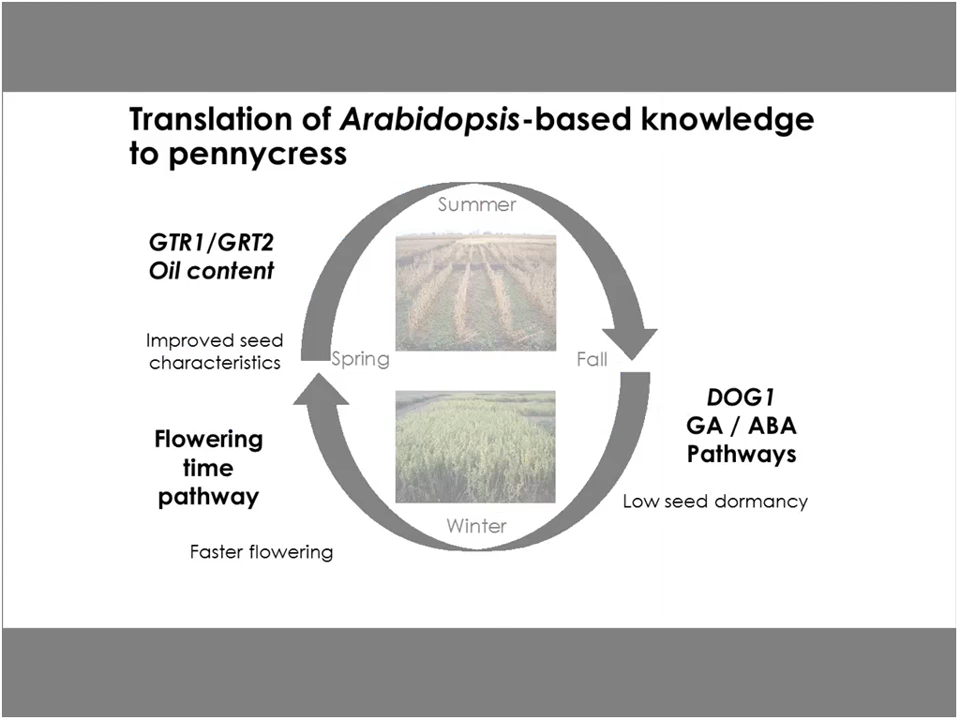 Translation of Arabidopsis-based knowledge
to pennycress
Summer
GTR1/GRT2
Oil content
Improved seed
characteristics
Spring
Fall
DOG1
GA / ABA
Pathways
Flowering
time
pathway
Low seed dormancy
Winter
Faster flowering